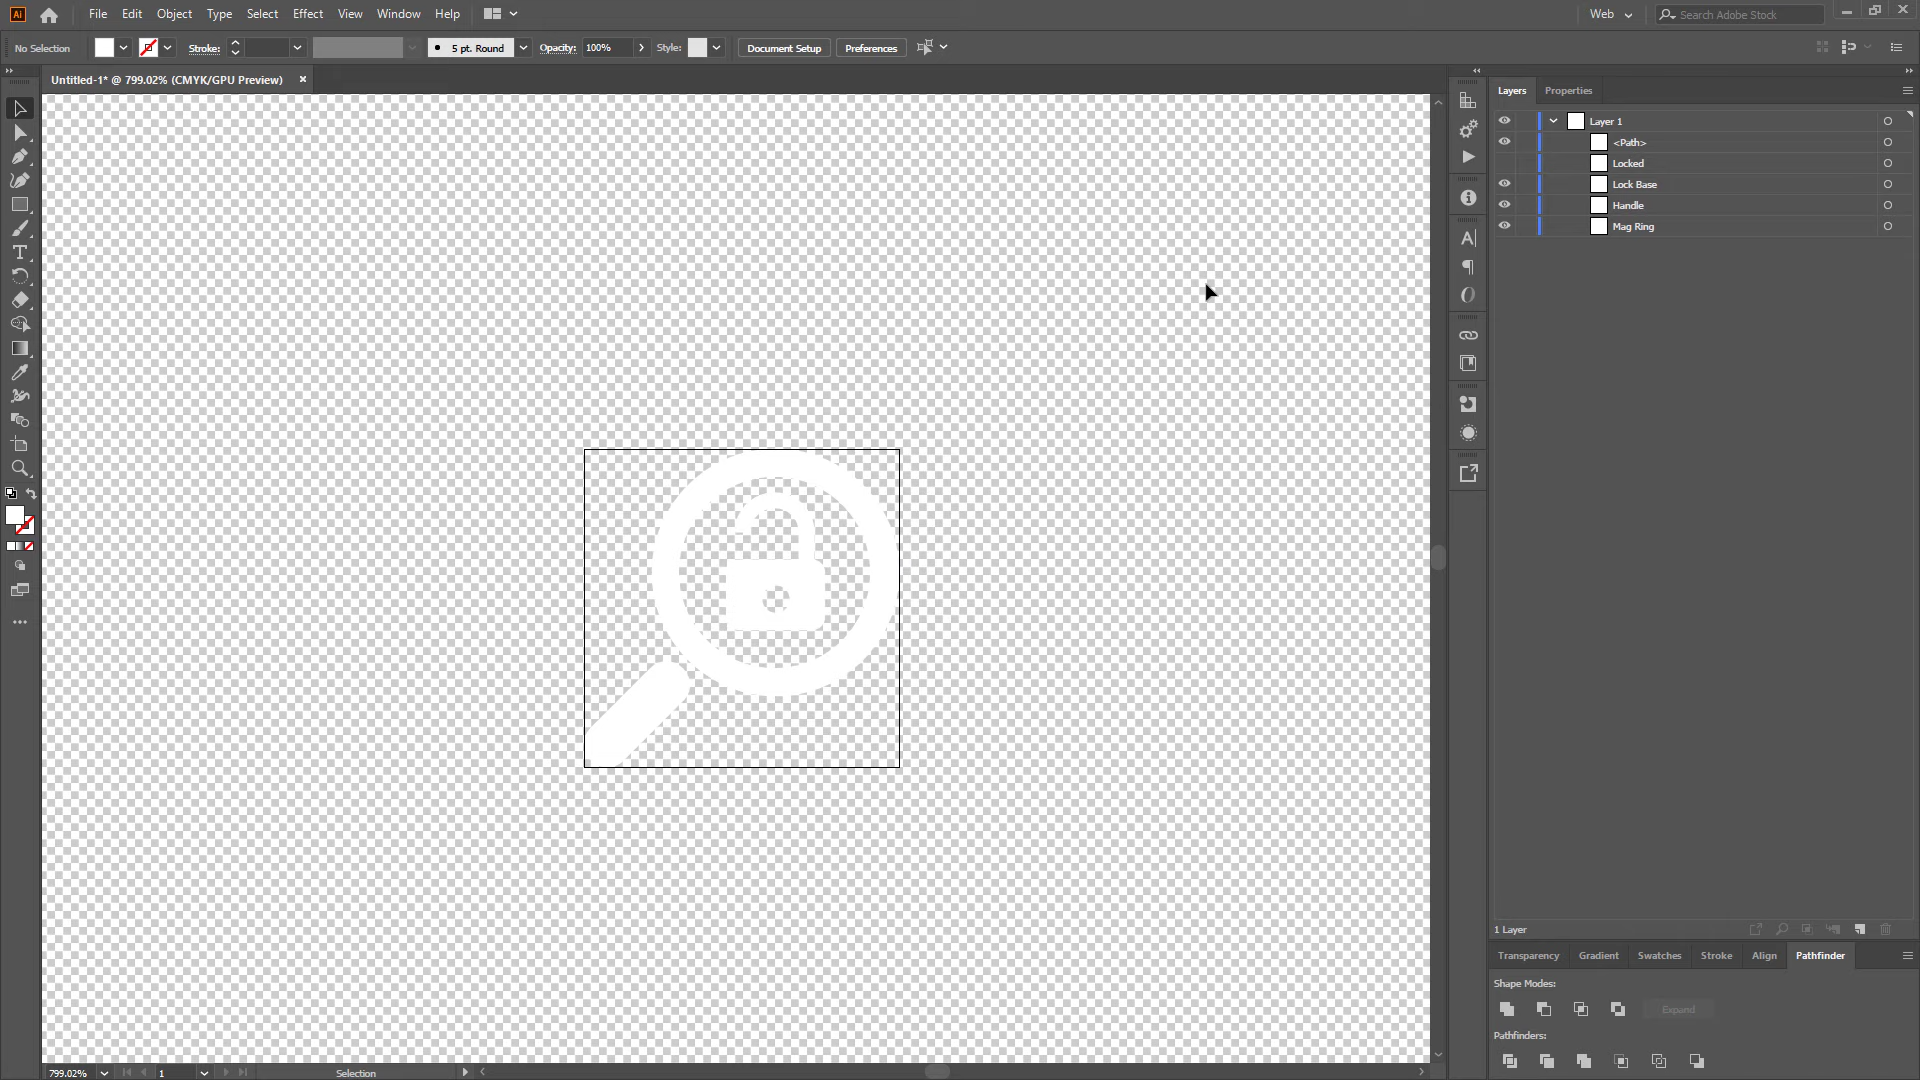 Ai File Edit Object Type Select Effect View Window Help Web Search Adobe Stock
No Selection Stroke: 5 pt. Round Opacity: 100% Style: Document Setup Preferences
Untitled-1* @ 799.02% (CMYK/GPU Preview)
Layers Properties
Layer 1
<Path>
Locked
Lock Base
Handle
Mag Ring
1 Layer
Transparency Gradient Swatches Stroke Align Pathfinder
Shape Modes:
Expand
Pathfinders:
799.02% 1 Selection